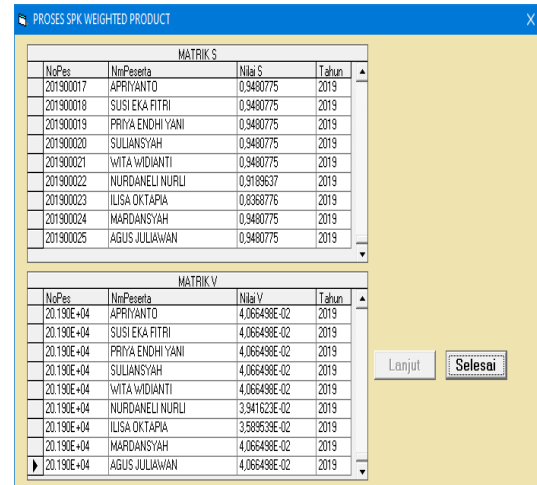 PROSES SPK WEIGHTED PRODUCT X
MATRIK S
NoPes NmPeserta Nilai S Tahun
201900017 APRIYANTO 0,9480775 2019
201900018 SUSI EKA FITRI 0,9480775 2019
201900019 PRIYA ENDHI YANI 0,9480775 2019
201900020 SULIANSYAH 0,9480775 2019
201900021 WITA WIDIANTI 0,9480775 2019
201900022 NURDANELI NURLI 0,9189637 2019
201900023 ILISA OKTAPIA 0,8368776 2019
201900024 MARDANSYAH 0,9480775 2019
201900025 AGUS JULIAWAN 0,9480775 2019
MATRIK V
NoPes NmPeserta Nilai V Tahun
20.190E+04 APRIYANTO 4,066498E-02 2019
20.190E+04 SUSI EKA FITRI 4,066498E-02 2019
20.190E+04 PRIYA ENDHI YANI 4,066498E-02 2019
20.190E+04 SULIANSYAH 4,066498E-02 2019
20.190E+04 WITA WIDIANTI 4,066498E-02 2019
20.190E+04 NURDANELI NURLI 3,941623E-02 2019
20.190E+04 ILISA OKTAPIA 3,589539E-02 2019
20.190E+04 MARDANSYAH 4,066498E-02 2019
20.190E+04 AGUS JULIAWAN 4,066498E-02 2019
Lanjut Selesai